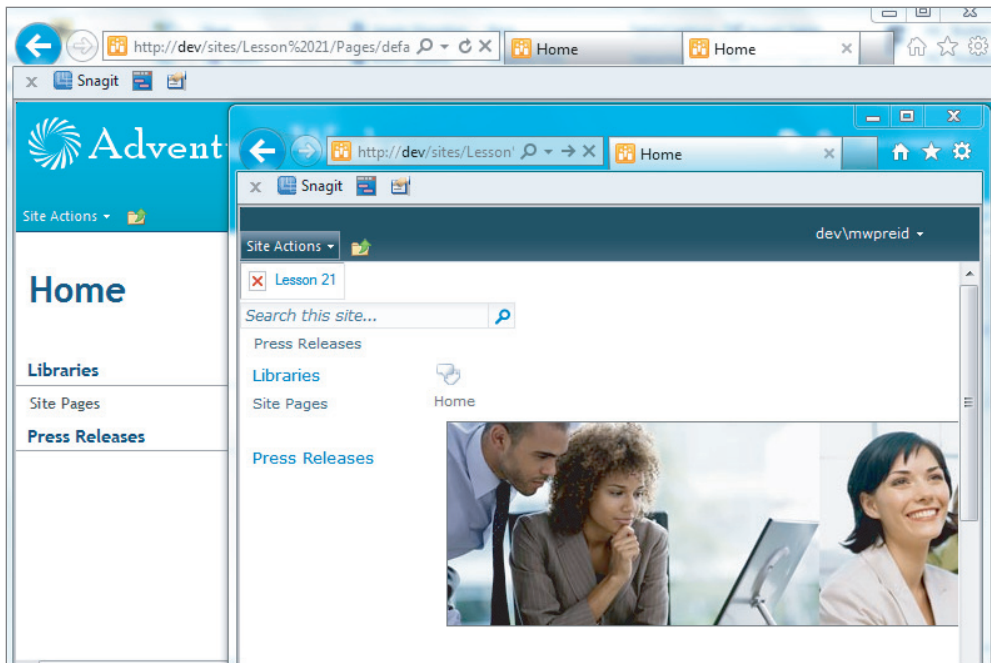 http://dev/sites/Lesson%2021/Pages/defa
Home
Home
x Snagit
Advent
Site Actions
Home
Libraries
Site Pages
Press Releases
http://dev/sites/Lesson
Home
x Snagit
dev\mwpreid
Site Actions
Lesson 21
Search this site...
Press Releases
Libraries
Site Pages
Home
Press Releases